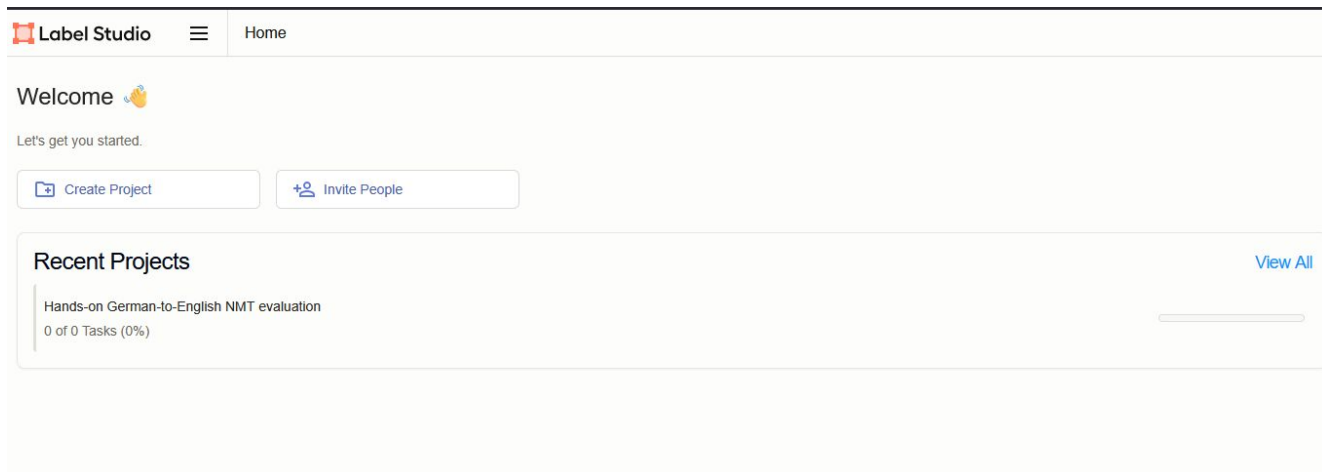 Label Studio
Home
Welcome 👋
Let's get you started.
Create Project
Invite People
Recent Projects
View All
Hands-on German-to-English NMT evaluation
0 of 0 Tasks (0%)